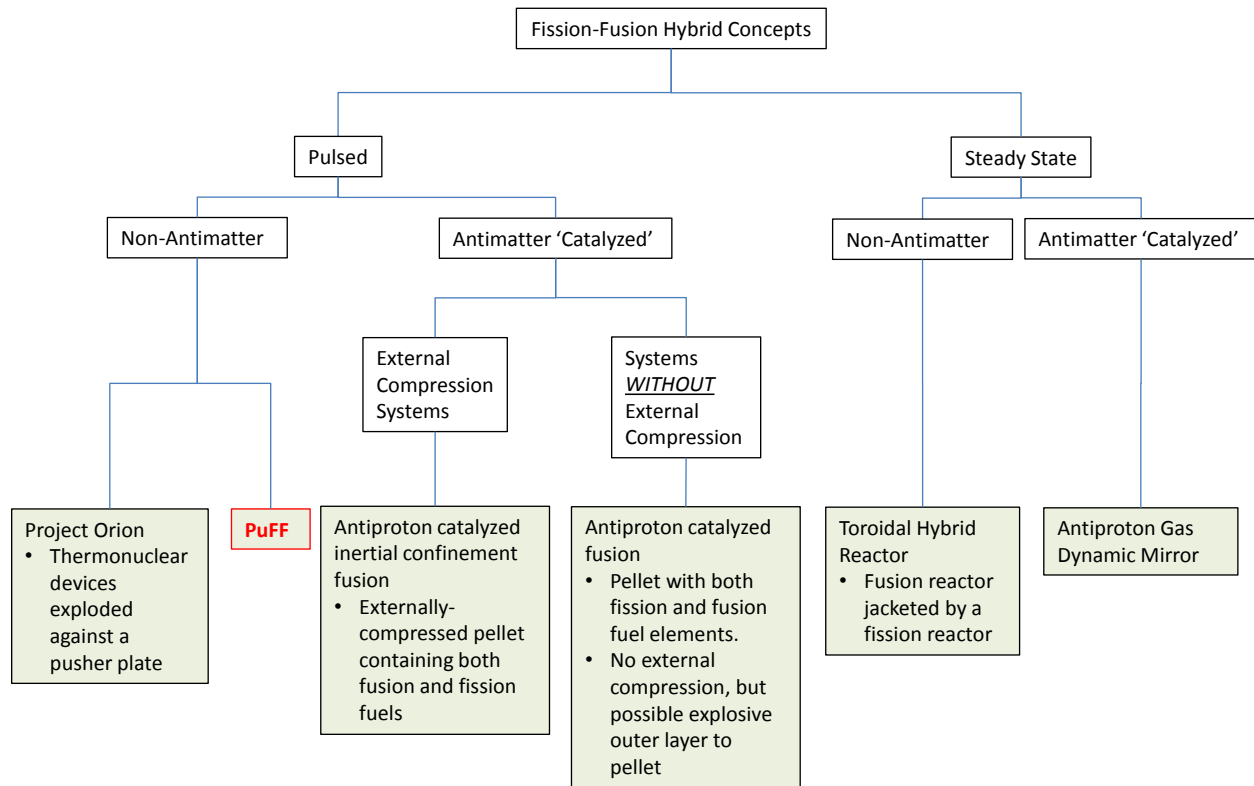 Fission-Fusion Hybrid Concepts
Pulsed
Steady State
Non-Antimatter
Antimatter ‘Catalyzed’
Non-Antimatter
Antimatter ‘Catalyzed’
External
Compression
Systems
Systems
WITHOUT
External
Compression
Project Orion
• Thermonuclear
devices
exploded
against a
pusher plate
PuFF
Antiproton catalyzed
inertial confinement
fusion
• Externally-
compressed pellet
containing both
fusion and fission
fuels
Antiproton catalyzed
fusion
• Pellet with both
fission and fusion
fuel elements.
• No external
compression, but
possible explosive
outer layer to
pellet
Toroidal Hybrid
Reactor
• Fusion reactor
jacketed by a
fission reactor
Antiproton Gas
Dynamic Mirror